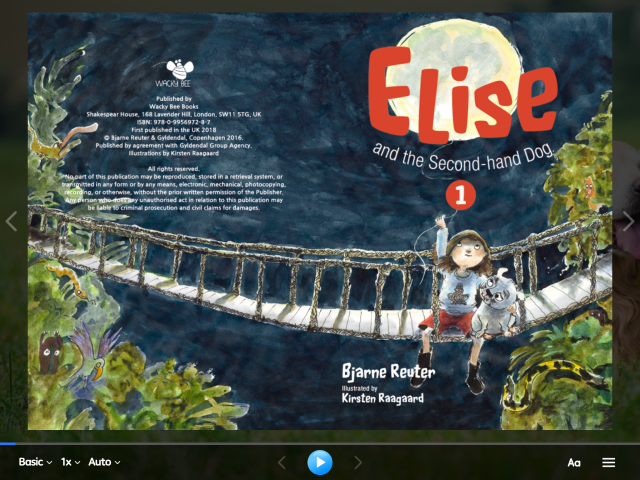 WACKY BEE
Published by
Wacky Bee Books
Shakespear House, 168 Lavender Hill, London, SW11 5TG, UK
ISBN: 978-0-9956972-8-7
First published in the UK 2018
© Bjarne Reuter & Gyldendal, Copenhagen 2016.
Published by agreement with Gyldendal Group Agency.
Illustrations by Kirsten Raagaard
All rights reserved.
No part of this publication may be reproduced, stored in a retrieval system, or
transmitted in any form or by any means, electronic, mechanical, photocopying,
recording, or otherwise, without the prior written permission of the Publisher.
Any person who does any unauthorised act in relation to this publication may
be liable to criminal prosecution and civil claims for damages.
Elise
and the Second-hand Dog
1
Bjarne Reuter
Illustrated by
Kirsten Raagaard
Basic 1x Auto Aa